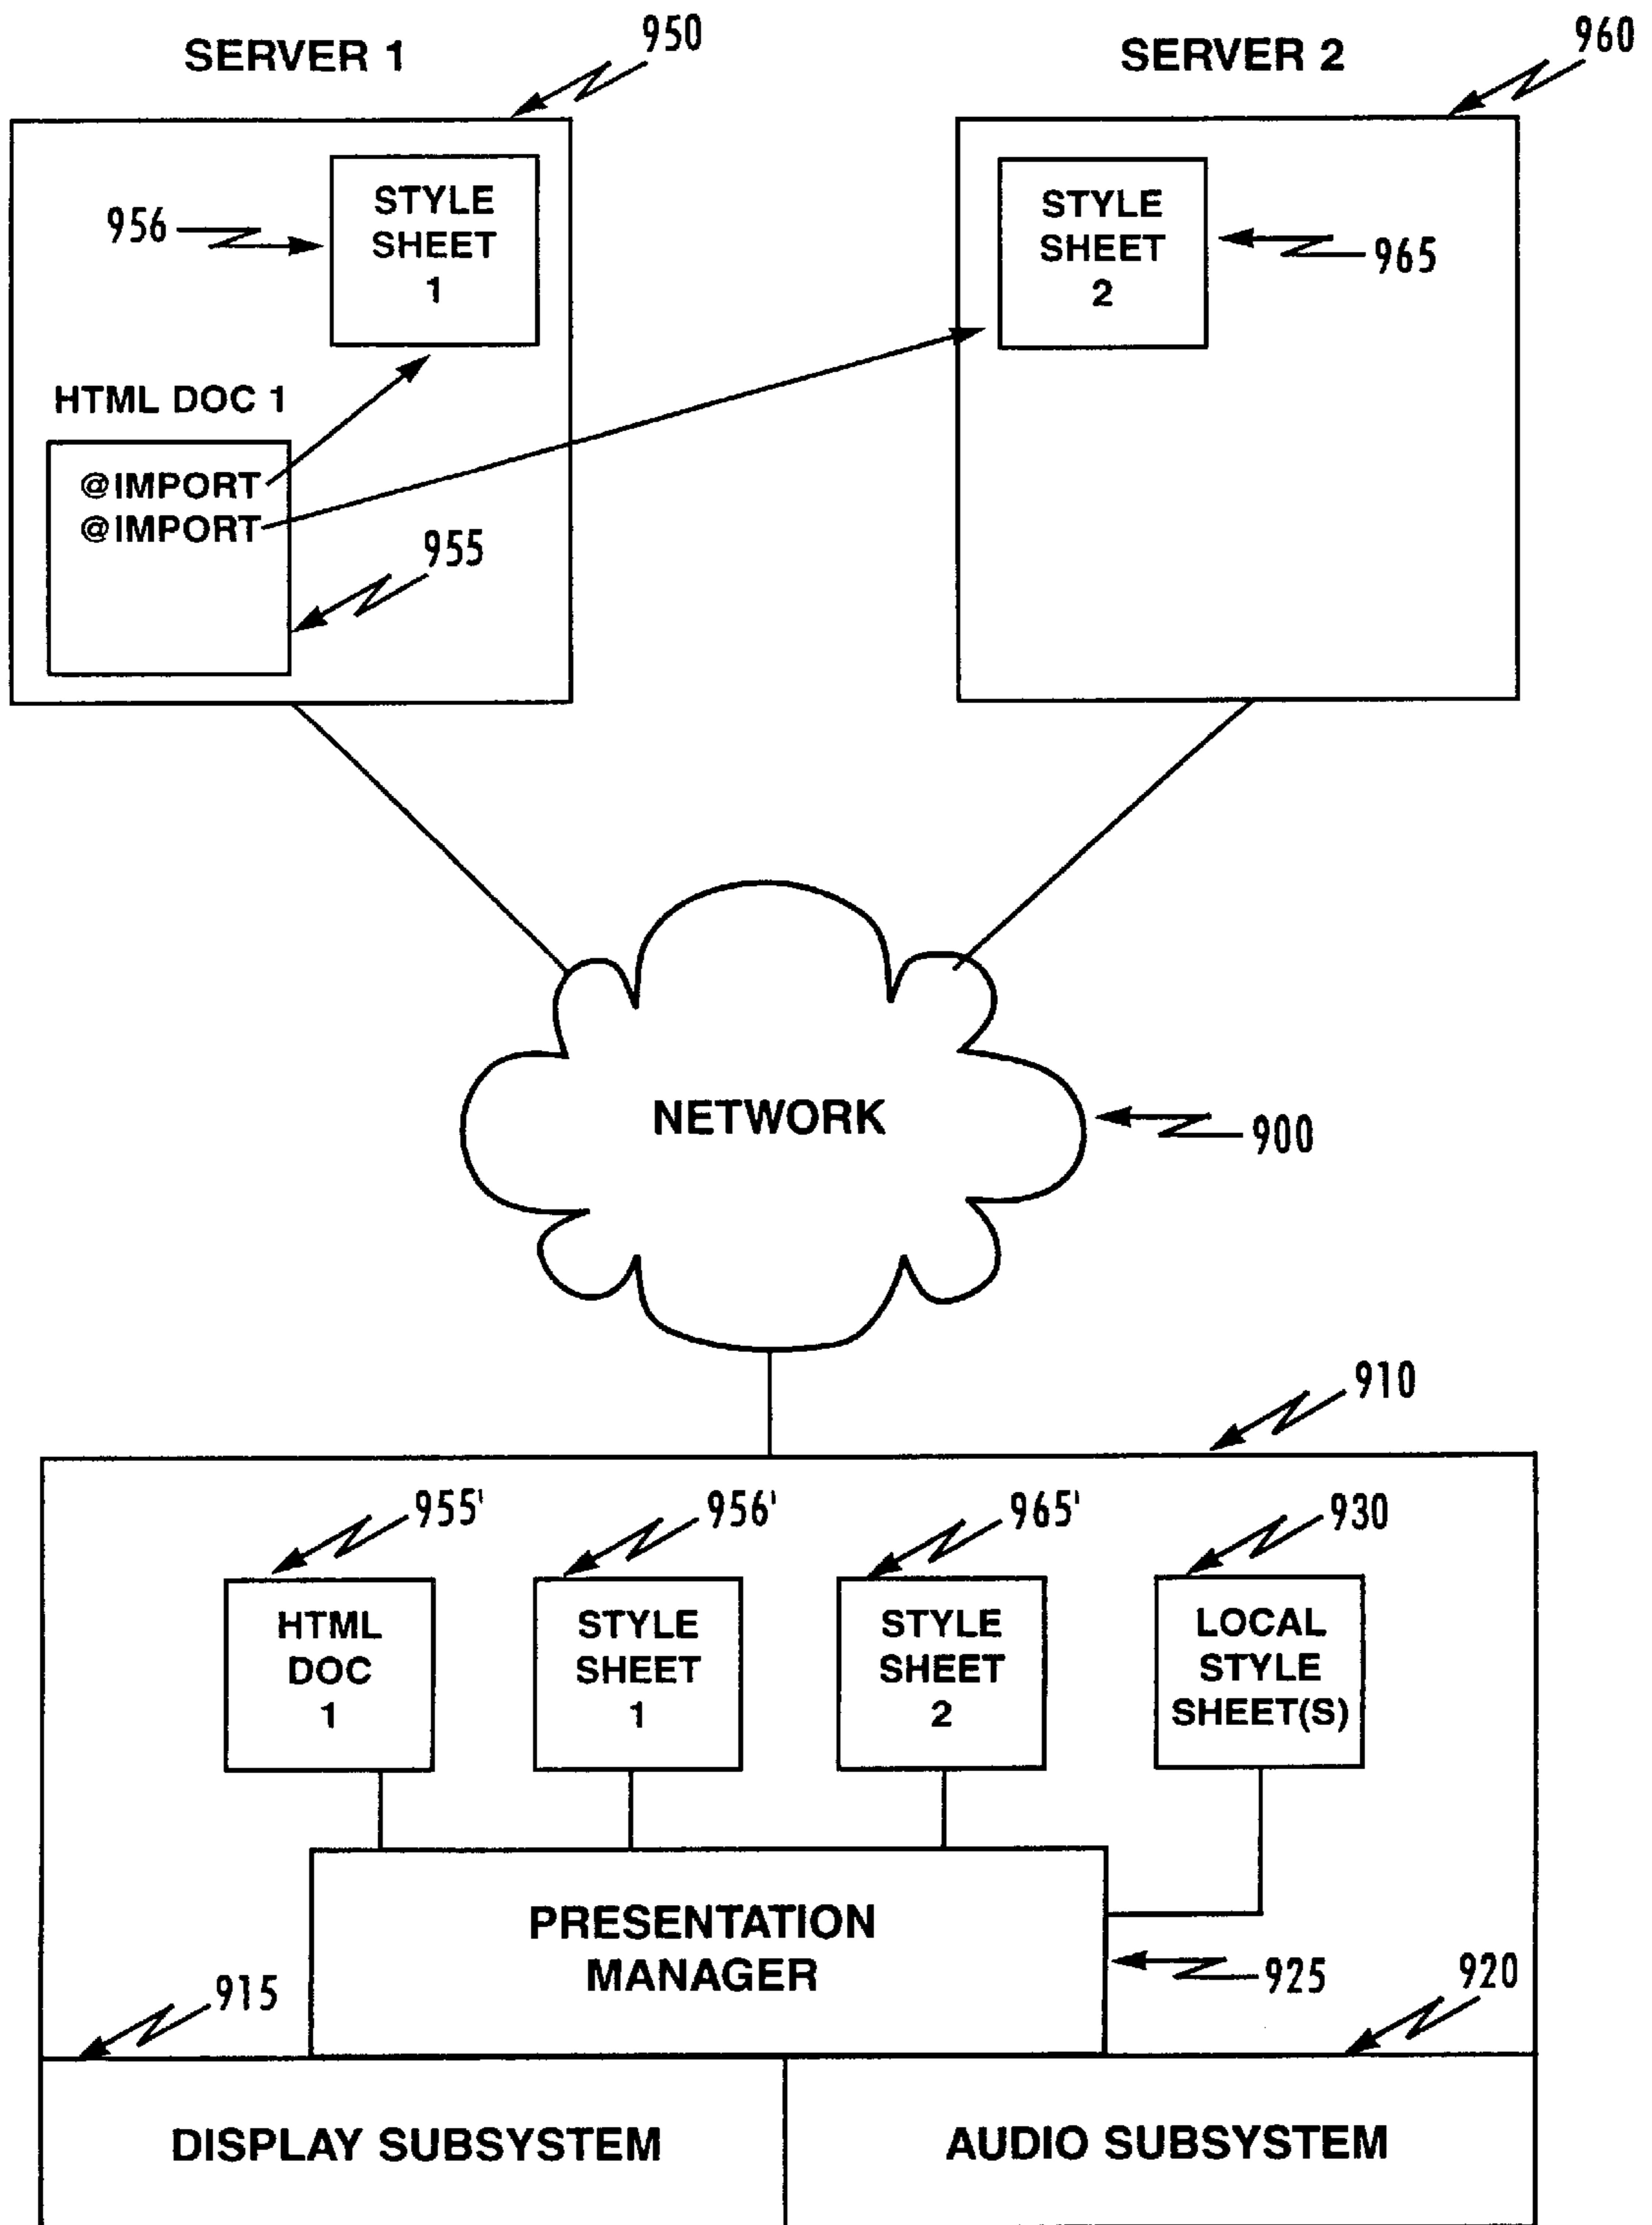 SERVER 1
950
SERVER 2
960
STYLE
SHEET
1
956
STYLE
SHEET
2
965
HTML DOC 1
@IMPORT
@IMPORT
955
NETWORK
900
910
955'
956'
965'
930
HTML
DOC
1
STYLE
SHEET
1
STYLE
SHEET
2
LOCAL
STYLE
SHEET(S)
PRESENTATION
MANAGER
925
915
920
DISPLAY SUBSYSTEM
AUDIO SUBSYSTEM